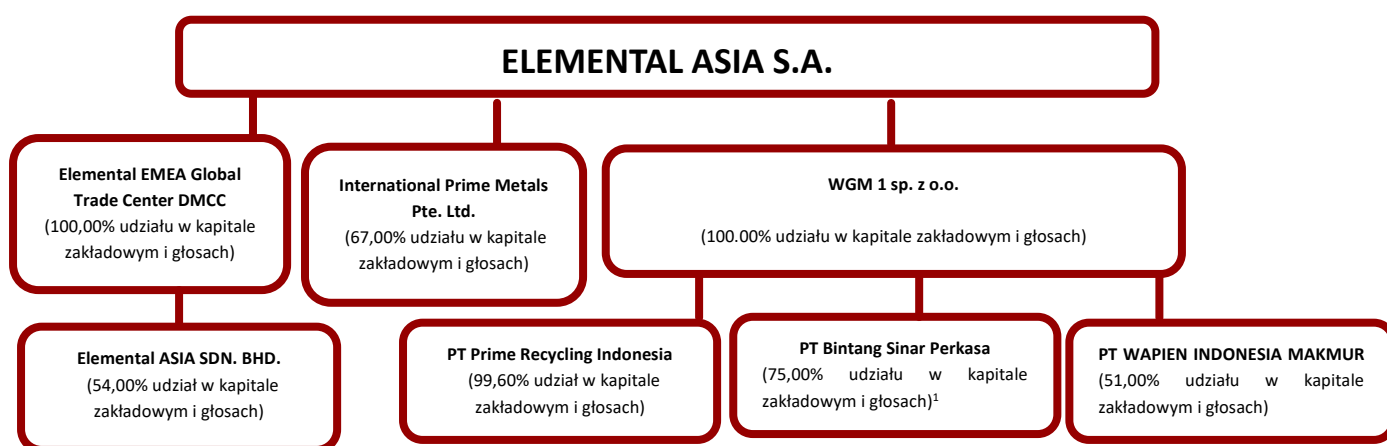 ELEMENTAL ASIA S.A.
Elemental EMEA Global
Trade Center DMCC
(100,00% udziału w kapitale
zakładowym i głosach)
International Prime Metals
Pte. Ltd.
(67,00% udziału w kapitale
zakładowym i głosach)
WGM 1 sp. z o.o.
(100.00% udziału w kapitale zakładowym i głosach)
Elemental ASIA SDN. BHD.
(54,00% udział w kapitale
zakładowym i głosach)
PT Prime Recycling Indonesia
(99,60% udział w kapitale
zakładowym i głosach)
PT Bintang Sinar Perkasa
(75,00% udziału w kapitale
zakładowym i głosach)¹
PT WAPIEN INDONESIA MAKMUR
(51,00% udziału w kapitale
zakładowym i głosach)